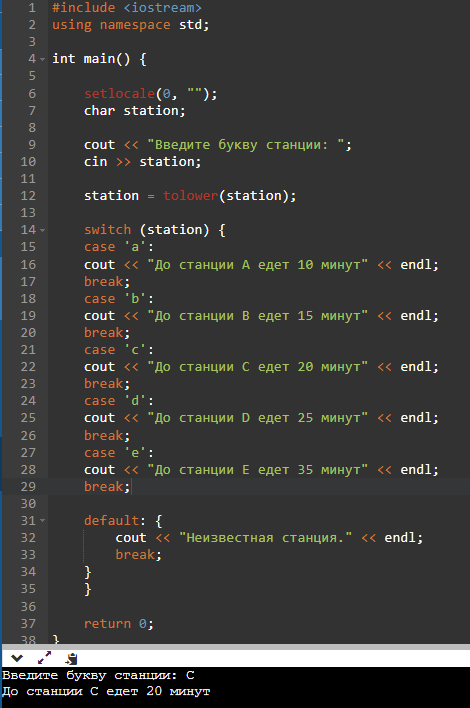 1 #include <iostream>
2 using namespace std;
3
4 int main() {
5
6 setlocale(0, "");
7 char station;
8
9 cout << "Введите букву станции: ";
10 cin >> station;
11
12 station = tolower(station);
13
14 switch (station) {
15 case 'a':
16 cout << "До станции A едет 10 минут" << endl;
17 break;
18 case 'b':
19 cout << "До станции B едет 15 минут" << endl;
20 break;
21 case 'c':
22 cout << "До станции C едет 20 минут" << endl;
23 break;
24 case 'd':
25 cout << "До станции D едет 25 минут" << endl;
26 break;
27 case 'e':
28 cout << "До станции E едет 35 минут" << endl;
29 break;
30
31 default: {
32 cout << "Неизвестная станция." << endl;
33 break;
34 }
35 }
36
37 return 0;
38 }
Введите букву станции: C
До станции C едет 20 минут